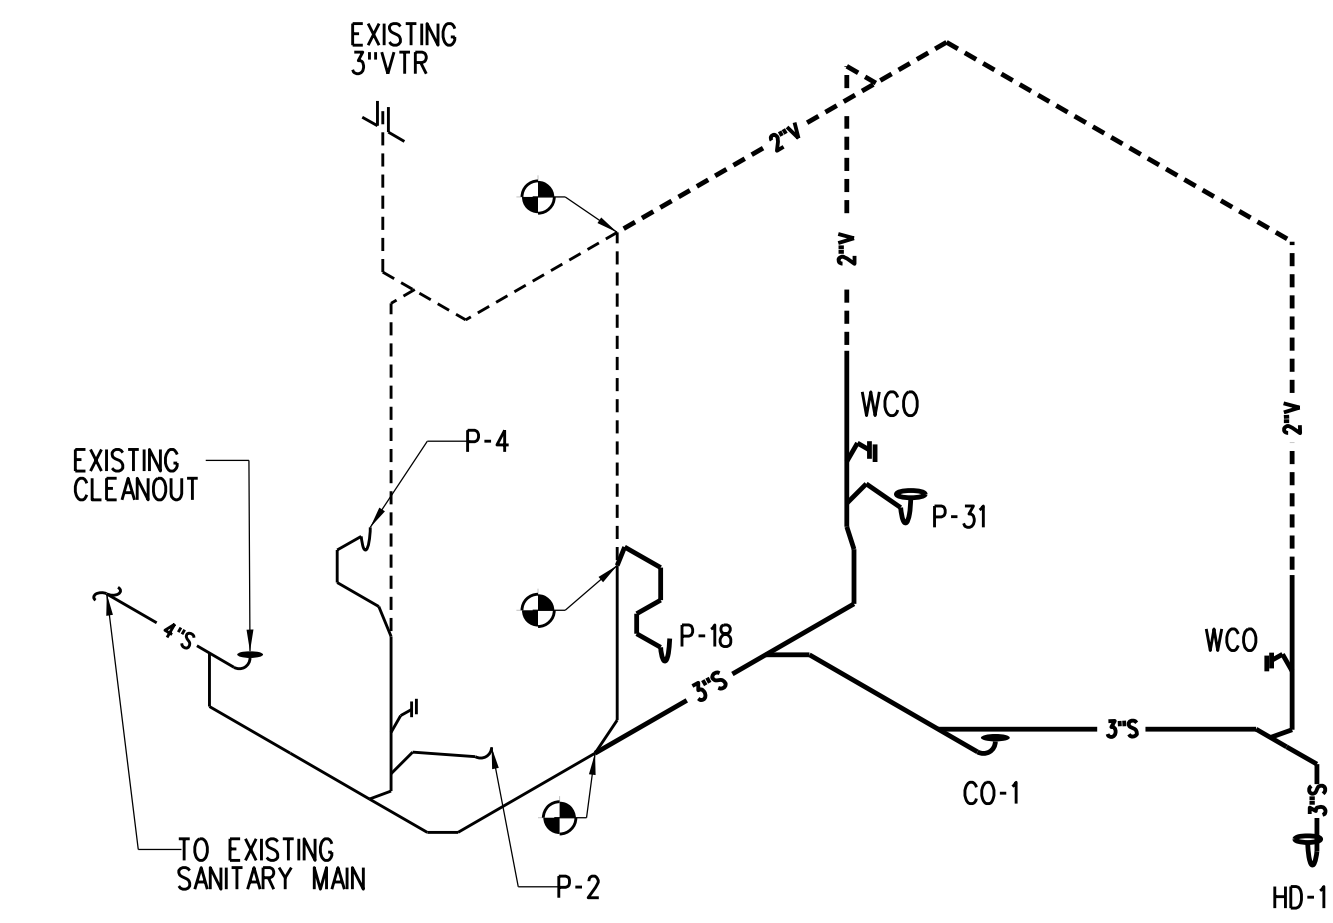 EXISTING
3"VTR
2"V
2"V
WCO
2"V
P-4
EXISTING
CLEANOUT
P-31
4"S
P-18
WCO
3"S
3"S
CO-1
3"S
TO EXISTING
SANITARY MAIN
P-2
HD-1